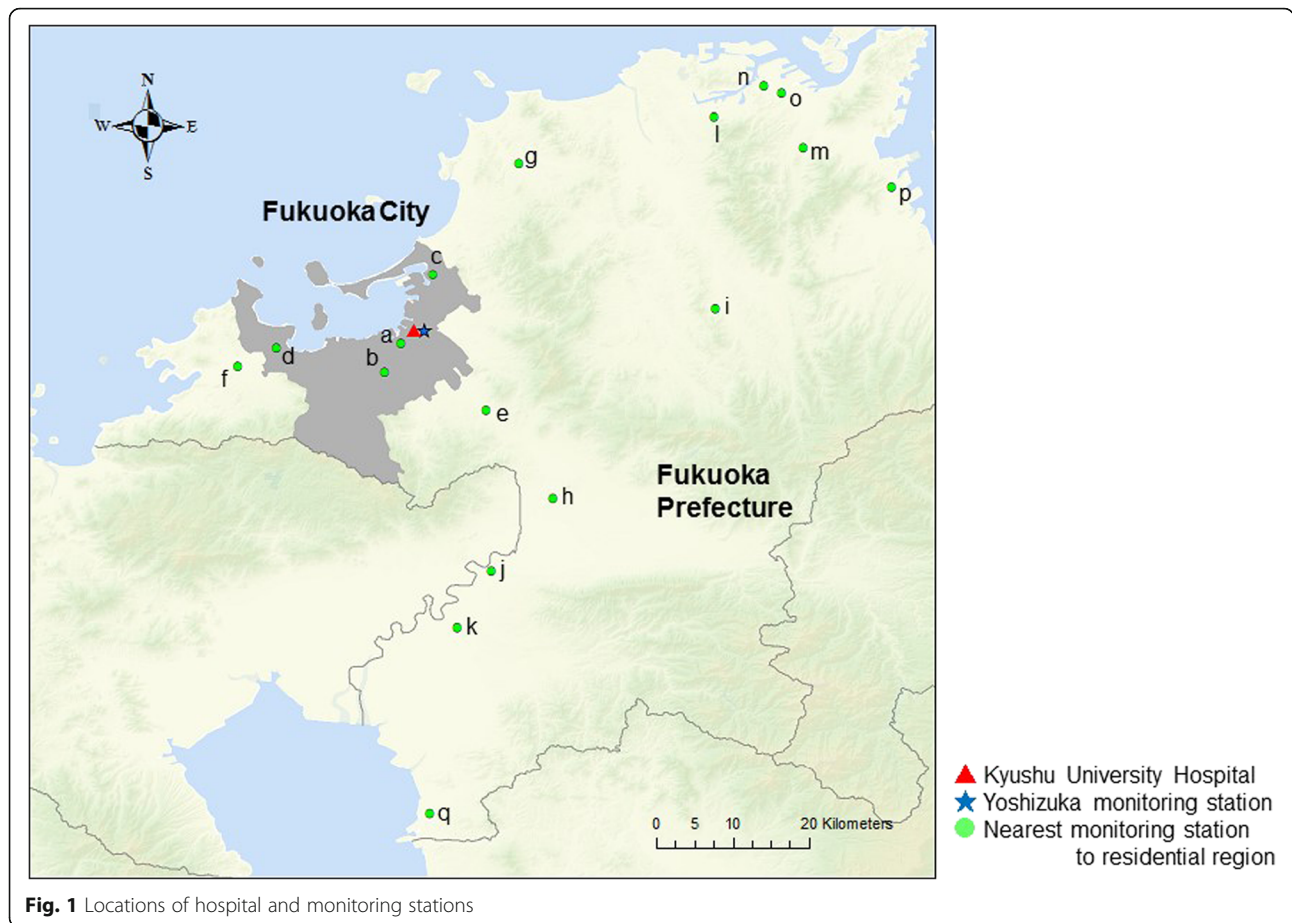 N
W E
S
n
o
l
g
m
p
Fukuoka City
c
i
a
d
b
f
e
Fukuoka
Prefecture
h
j
k
q
0 5 10 20 Kilometers
Kyushu University Hospital
Yoshizuka monitoring station
Nearest monitoring station
to residential region
Fig. 1 Locations of hospital and monitoring stations